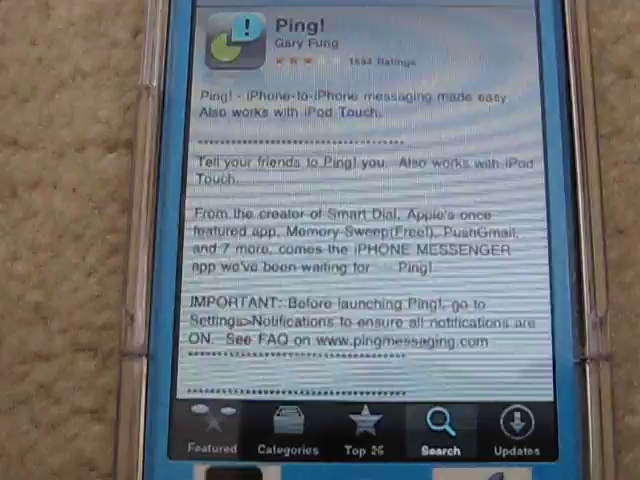 Ping!
Gary Fung
1594 Ratings
Ping! - iPhone-to-iPhone messaging made easy
Also works with iPod Touch.
Tell your friends to Ping! you. Also works with iPod
Touch.
From the creator of Smart Dial, Apple's once
featured app, Memory Sweep(Free!), PushGmail,
and 7 more, comes the iPHONE MESSENGER
app we've been waiting for Ping!
IMPORTANT: Before launching Ping!, go to
Settings>Notifications to ensure all notifications are
ON. See FAQ on www.pingmessaging.com
Featured Categories Top 25 Search Updates